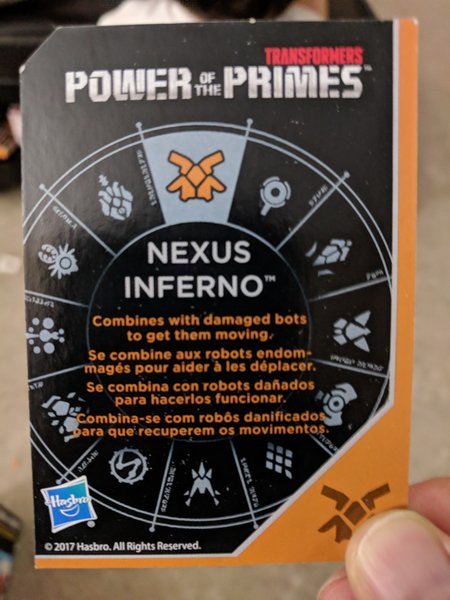 TRANSFORMERS
POWER OF THE PRIMES™
NEXUS
INFERNO™
Combines with damaged bots
to get them moving.
Se combine aux robots endom-
magés pour aider à les déplacer.
Se combina con robots dañados
para hacerlos funcionar.
Combina-se com robôs danificados
para que recuperem os movimentos.
Hasbro
© 2017 Hasbro. All Rights Reserved.